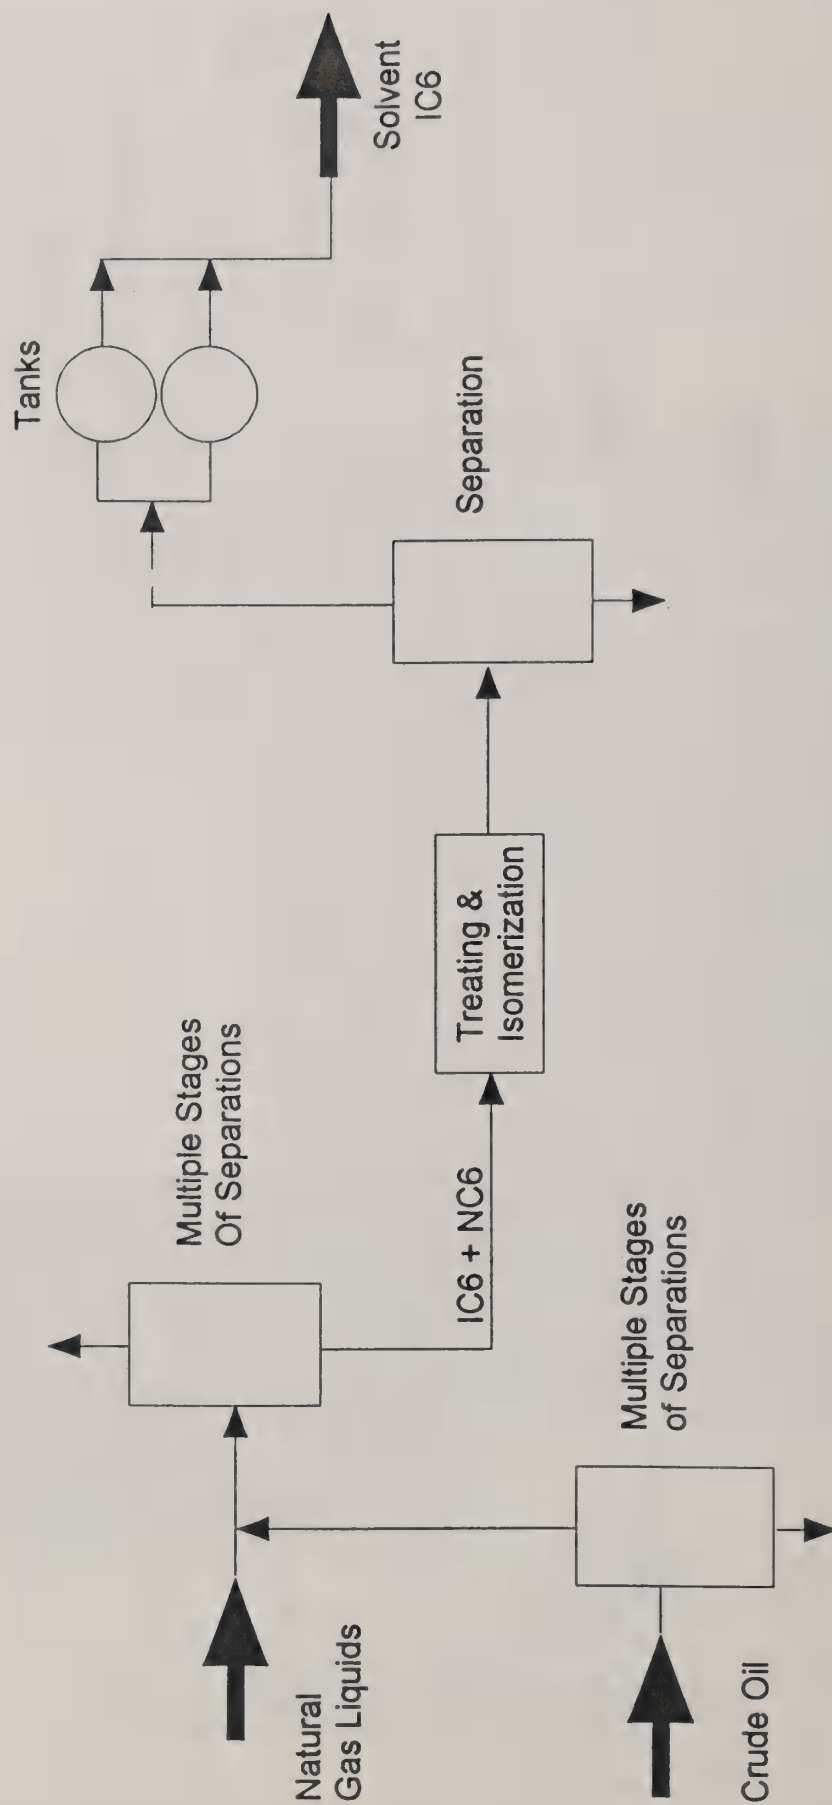 Natural
Gas Liquids
Crude Oil
Multiple Stages
Of Separations
Multiple Stages
of Separations
IC6 + NC6
Treating &
Isomerization
Separation
Tanks
Solvent
IC6